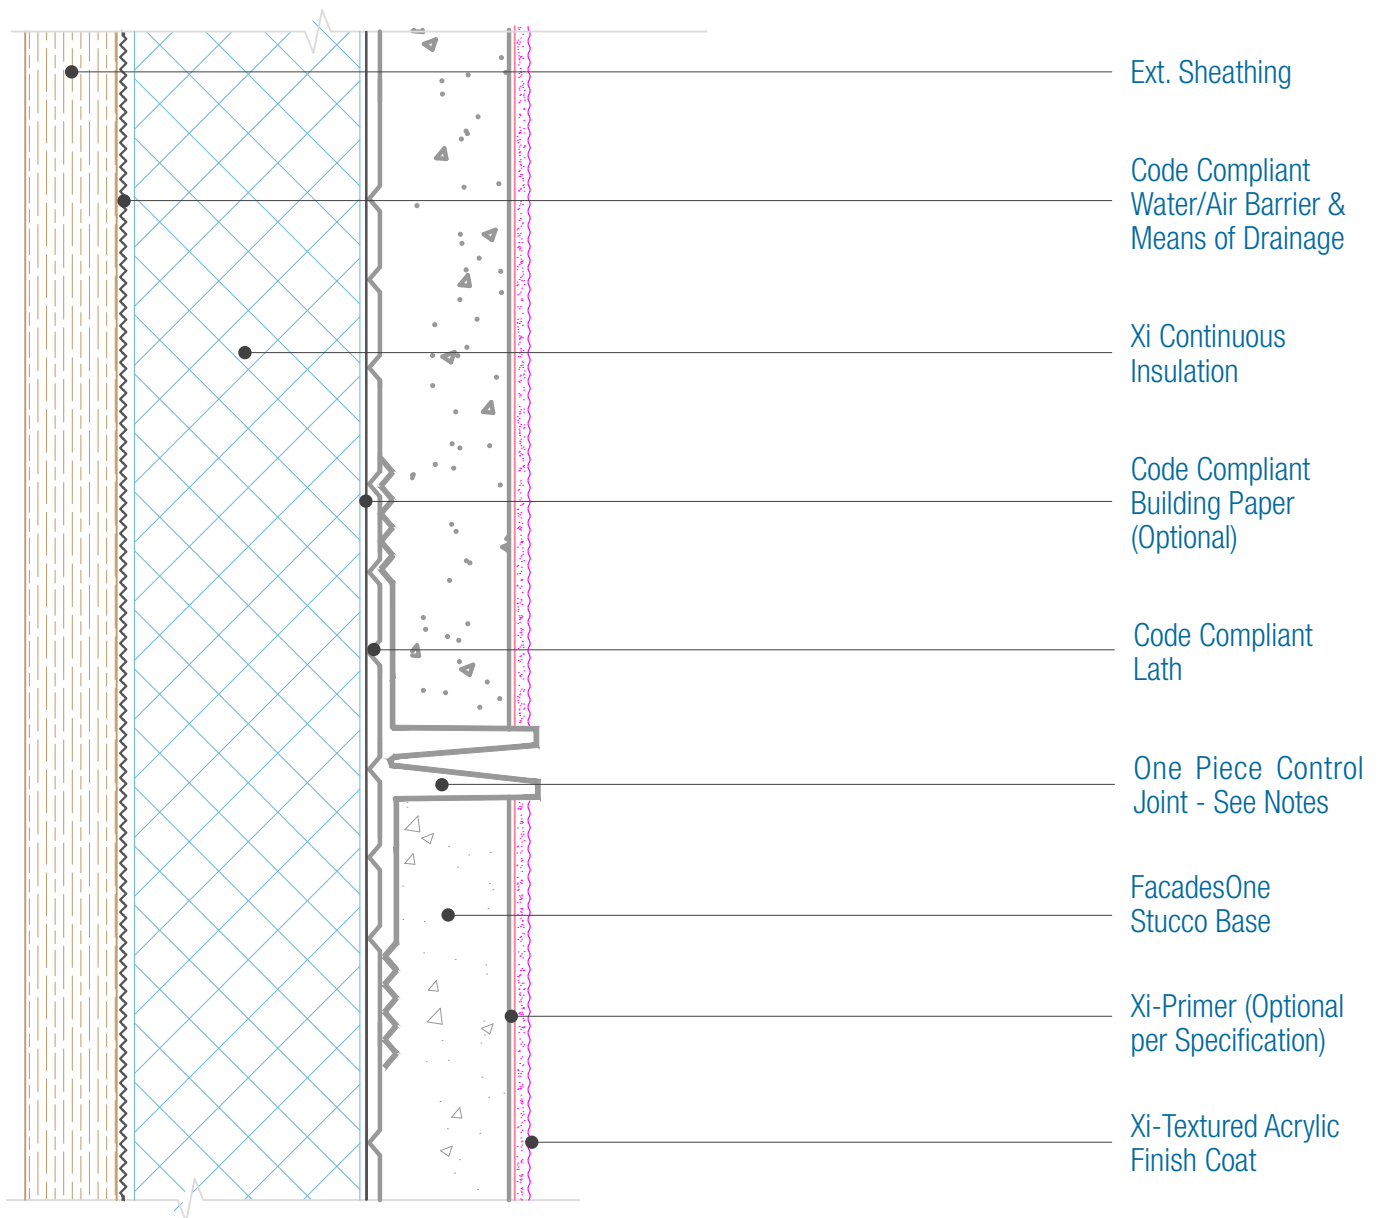 Ext. Sheathing
Code Compliant
Water/Air Barrier &
Means of Drainage
Xi Continuous
Insulation
Code Compliant
Building Paper
(Optional)
Code Compliant
Lath
One Piece Control
Joint - See Notes
FacadesOne
Stucco Base
Xi-Primer (Optional
per Specification)
Xi-Textured Acrylic
Finish Coat